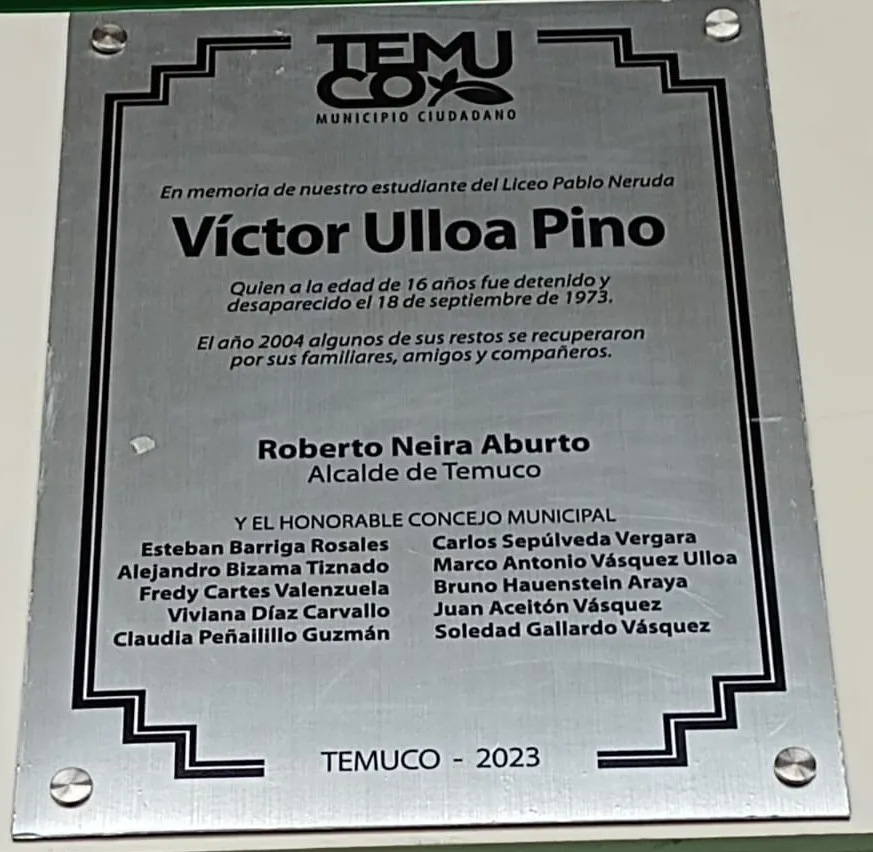 TEMU
CO
MUNICIPIO CIUDADANO
En memoria de nuestro estudiante del Liceo Pablo Neruda
Víctor Ulloa Pino
Quien a la edad de 16 años fue detenido y
desaparecido el 18 de septiembre de 1973.
El año 2004 algunos de sus restos se recuperaron
por sus familiares, amigos y compañeros.
Roberto Neira Aburto
Alcalde de Temuco
Y EL HONORABLE CONCEJO MUNICIPAL
Esteban Barriga Rosales Carlos Sepúlveda Vergara
Alejandro Bizama Tiznado Marco Antonio Vásquez Ulloa
Fredy Cartes Valenzuela Bruno Hauenstein Araya
Viviana Díaz Carvallo Juan Aceitón Vásquez
Claudia Peñailillo Guzmán Soledad Gallardo Vásquez
TEMUCO - 2023